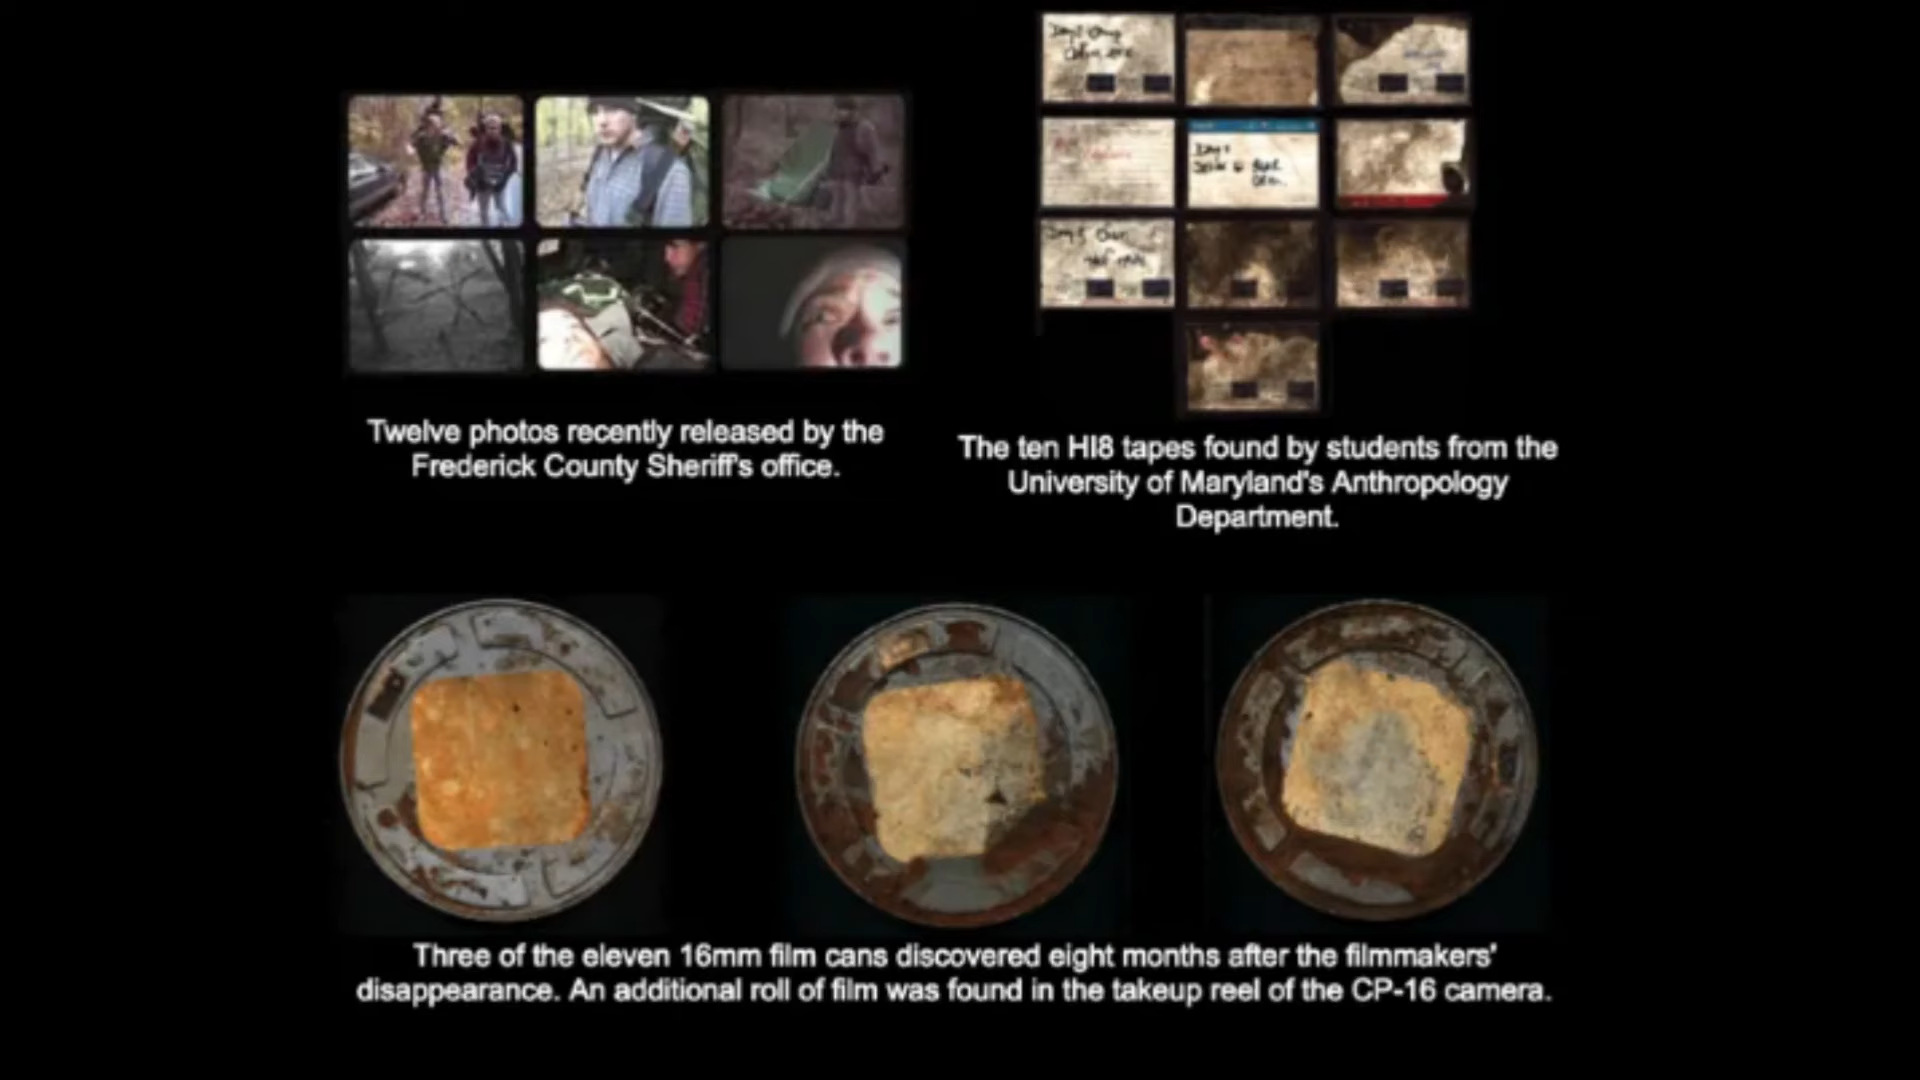 Twelve photos recently released by the
Frederick County Sheriff's office.
The ten HI8 tapes found by students from the
University of Maryland's Anthropology
Department.
Three of the eleven 16mm film cans discovered eight months after the filmmakers'
disappearance. An additional roll of film was found in the takeup reel of the CP-16 camera.